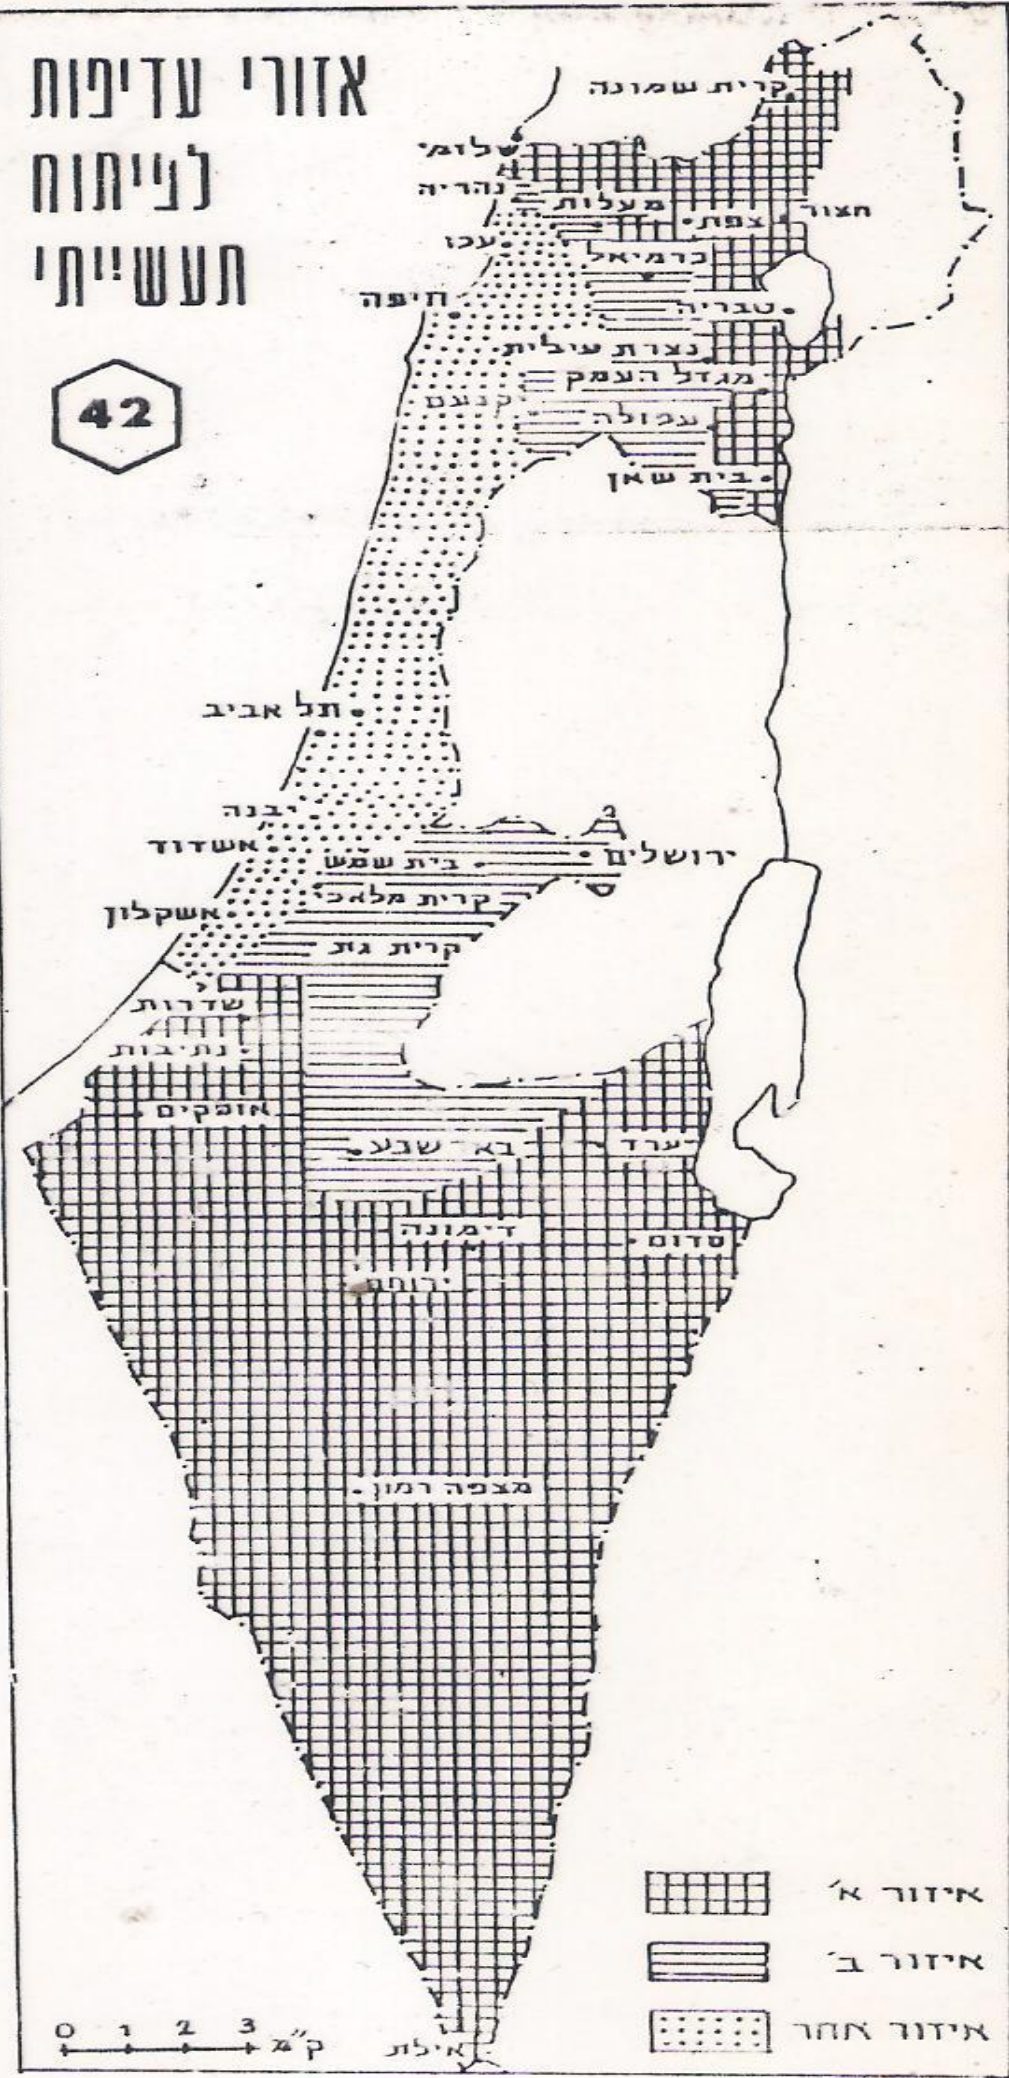 אזורי עדיפות
לפיתוח
תעשייתי
42
קרית שמונה
שלומי
נהריה
מעלות
חצור
צפת
עכו
כרמיאל
חיפה
טבריה
נצרת עילית
מגדל העמק
יקנעם
עפולה
בית שאן
תל אביב
יבנה
אשדוד
בית שמש
ירושלים
קרית מלאכי
אשקלון
קרית גת
שדרות
נתיבות
אופקים
באר שבע
ערד
דימונה
סדום
ירוחם
מצפה רמון
איזור א'
איזור ב'
איזור אחר
0 1 2 3 ק"מ
אילת